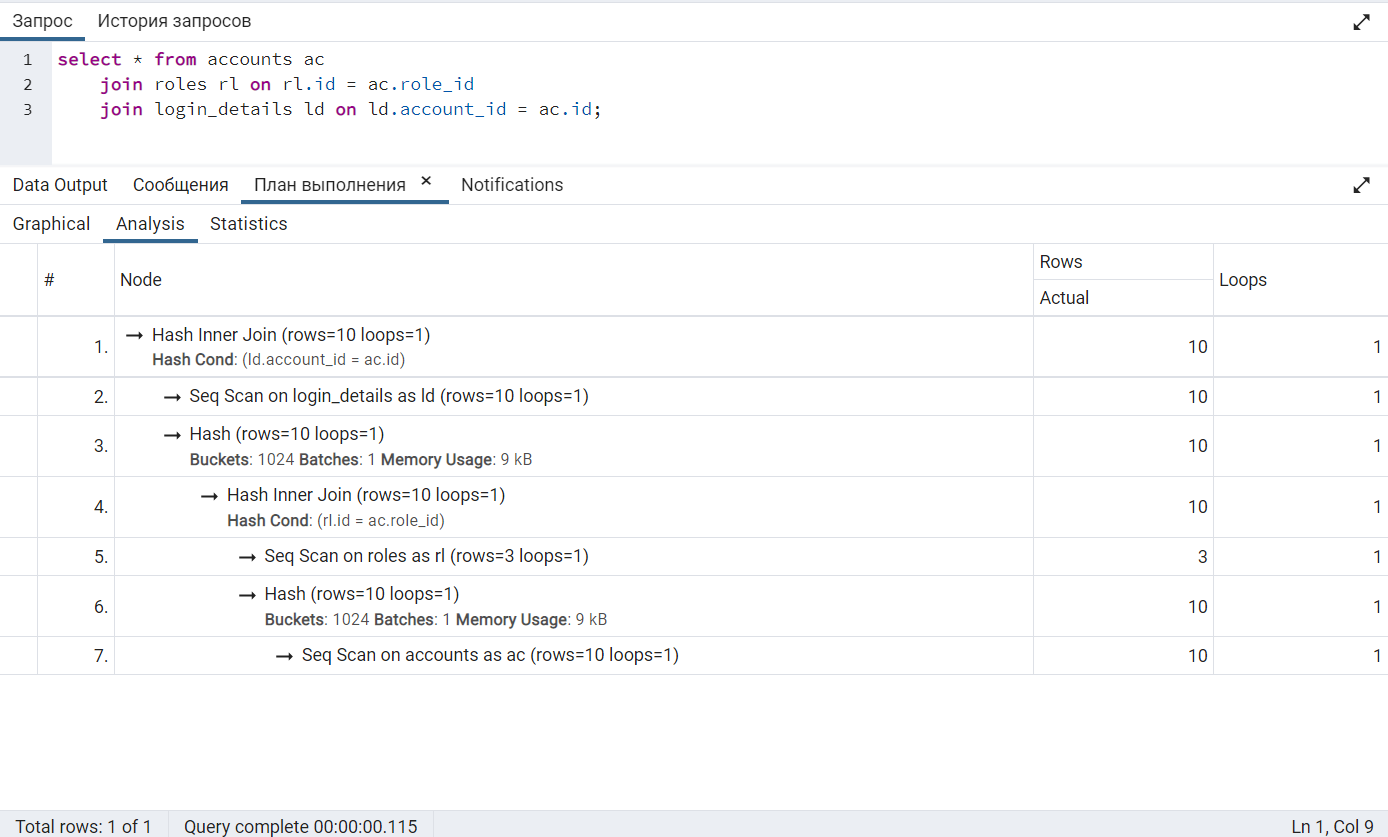 Запрос История запросов
1 select * from accounts ac
2 join roles rl on rl.id = ac.role_id
3 join login_details ld on ld.account_id = ac.id;
Data Output Сообщения План выполнения × Notifications
Graphical Analysis Statistics
# Node Rows Loops
Actual
1. → Hash Inner Join (rows=10 loops=1) 10 1
Hash Cond: (ld.account_id = ac.id)
2. → Seq Scan on login_details as ld (rows=10 loops=1) 10 1
3. → Hash (rows=10 loops=1) 10 1
Buckets: 1024 Batches: 1 Memory Usage: 9 kB
4. → Hash Inner Join (rows=10 loops=1) 10 1
Hash Cond: (rl.id = ac.role_id)
5. → Seq Scan on roles as rl (rows=3 loops=1) 3 1
6. → Hash (rows=10 loops=1) 10 1
Buckets: 1024 Batches: 1 Memory Usage: 9 kB
7. → Seq Scan on accounts as ac (rows=10 loops=1) 10 1
Total rows: 1 of 1 Query complete 00:00:00.115 Ln 1, Col 9